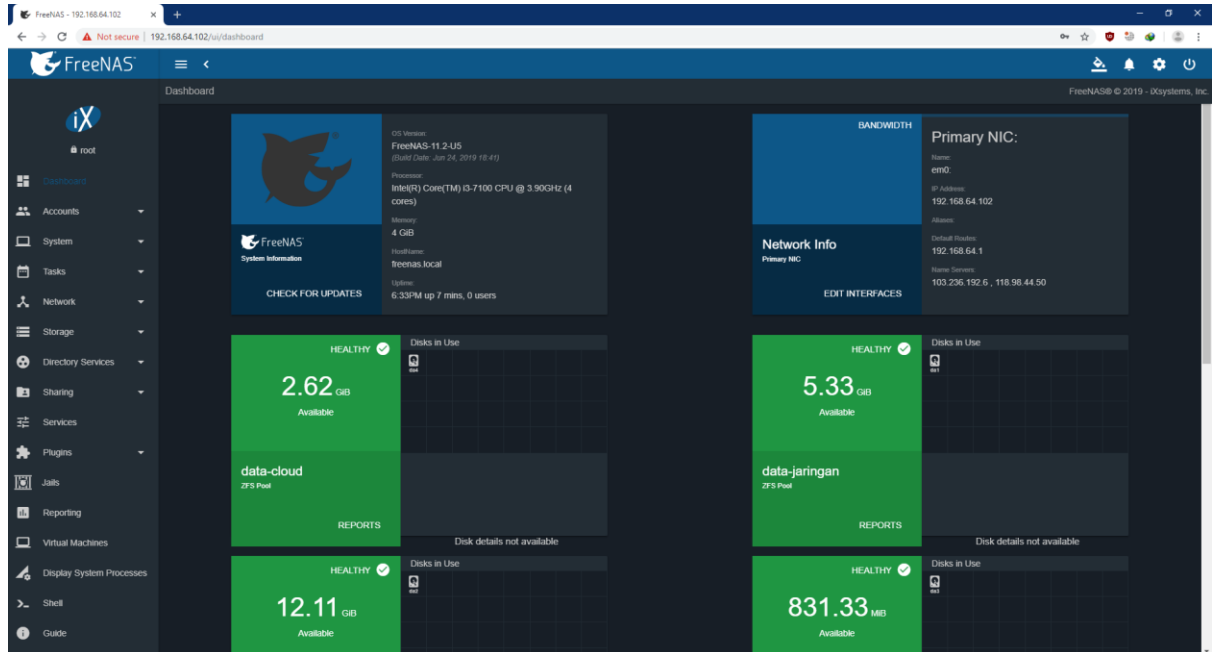 FreeNAS - 192.168.64.102
Not secure 192.168.64.102/ui/dashboard
FreeNAS
Dashboard
FreeNAS® © 2019 - iXsystems, Inc.
iX
root
Dashboard
Accounts
System
Tasks
Network
Storage
Directory Services
Sharing
Services
Plugins
Jails
Reporting
Virtual Machines
Display System Processes
Shell
Guide
FreeNAS
System Information
CHECK FOR UPDATES
OS Version:
FreeNAS-11.2-U5
(Build Date: Jun 24, 2019 18:41)
Processor:
Intel(R) Core(TM) i3-7100 CPU @ 3.90GHz (4
cores)
Memory:
4 GiB
HostName:
freenas.local
Uptime:
6:33PM up 7 mins, 0 users
BANDWIDTH
Network Info
Primary NIC
EDIT INTERFACES
Primary NIC:
Name:
em0:
IP Address:
192.168.64.102
Aliases:
Default Routes:
192.168.64.1
Name Servers:
103.236.192.6 , 118.98.44.50
HEALTHY
2.62 GiB
Available
data-cloud
ZFS Pool
REPORTS
Disks in Use
da4
Disk details not available
HEALTHY
5.33 GiB
Available
data-jaringan
ZFS Pool
REPORTS
Disks in Use
da1
Disk details not available
HEALTHY
12.11 GiB
Available
Disks in Use
da2
HEALTHY
831.33 MiB
Available
Disks in Use
da3